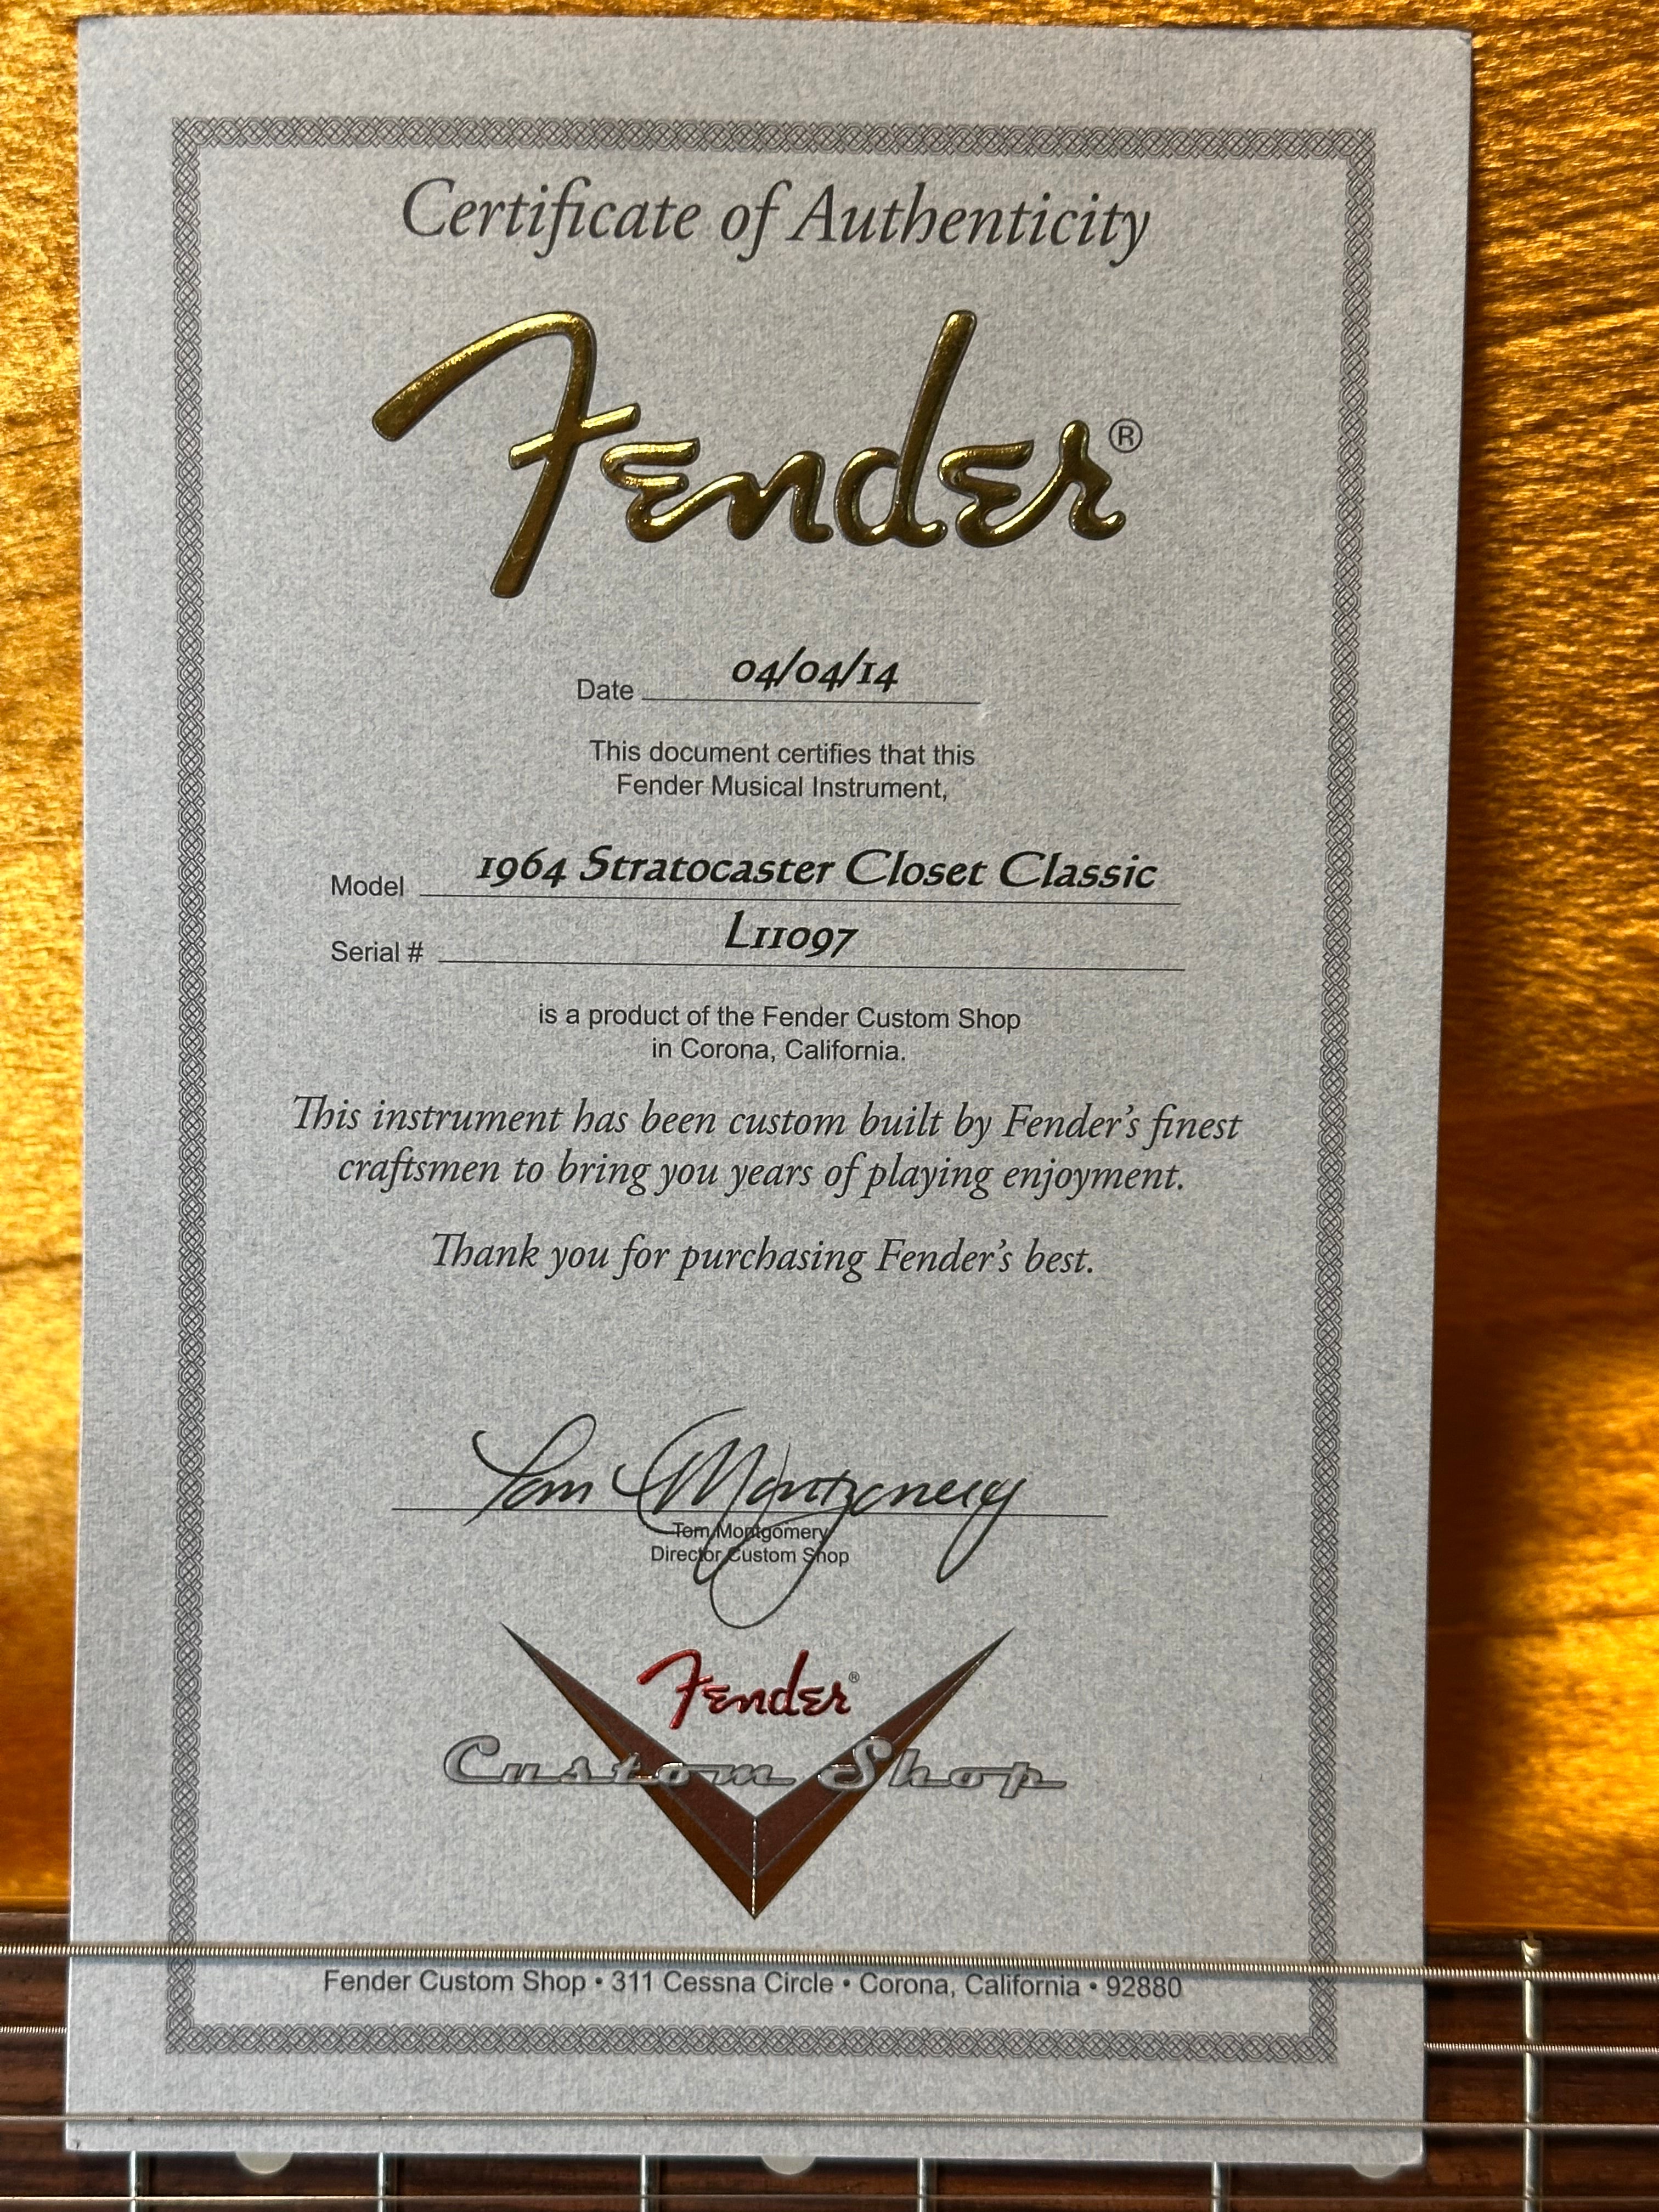 Certificate of Authenticity
Fender®
Date 04/04/14
This document certifies that this
Fender Musical Instrument,
Model 1964 Stratocaster Closet Classic
Serial # L11097
is a product of the Fender Custom Shop
in Corona, California.
This instrument has been custom built by Fender's finest
craftsmen to bring you years of playing enjoyment.
Thank you for purchasing Fender's best.
Tom Montgomery
Tom Montgomery
Director Custom Shop
Fender®
Custom Shop
Fender Custom Shop • 311 Cessna Circle • Corona, California • 92880